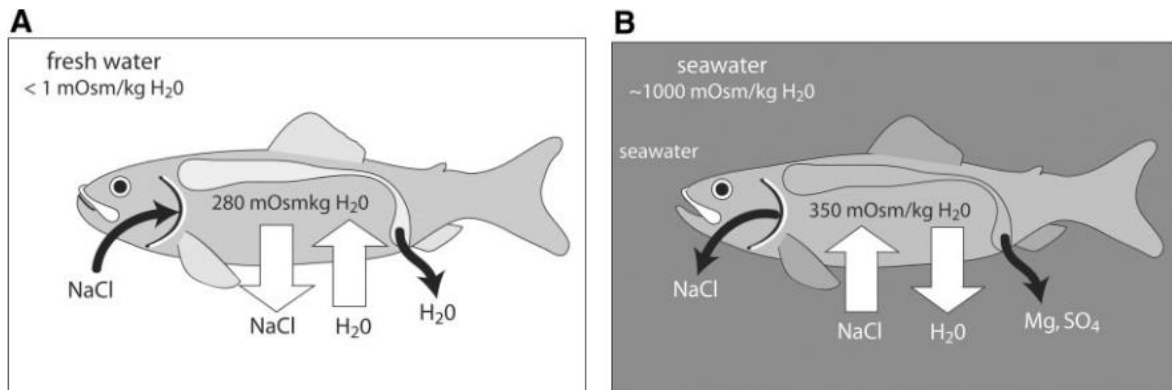 A
fresh water
< 1 mOsm/kg H₂0
280 mOsmkg H₂0
NaCl
NaCl
H₂0
H₂0
B
seawater
~1000 mOsm/kg H₂0
seawater
350 mOsm/kg H₂0
NaCl
NaCl
H₂0
Mg, SO₄